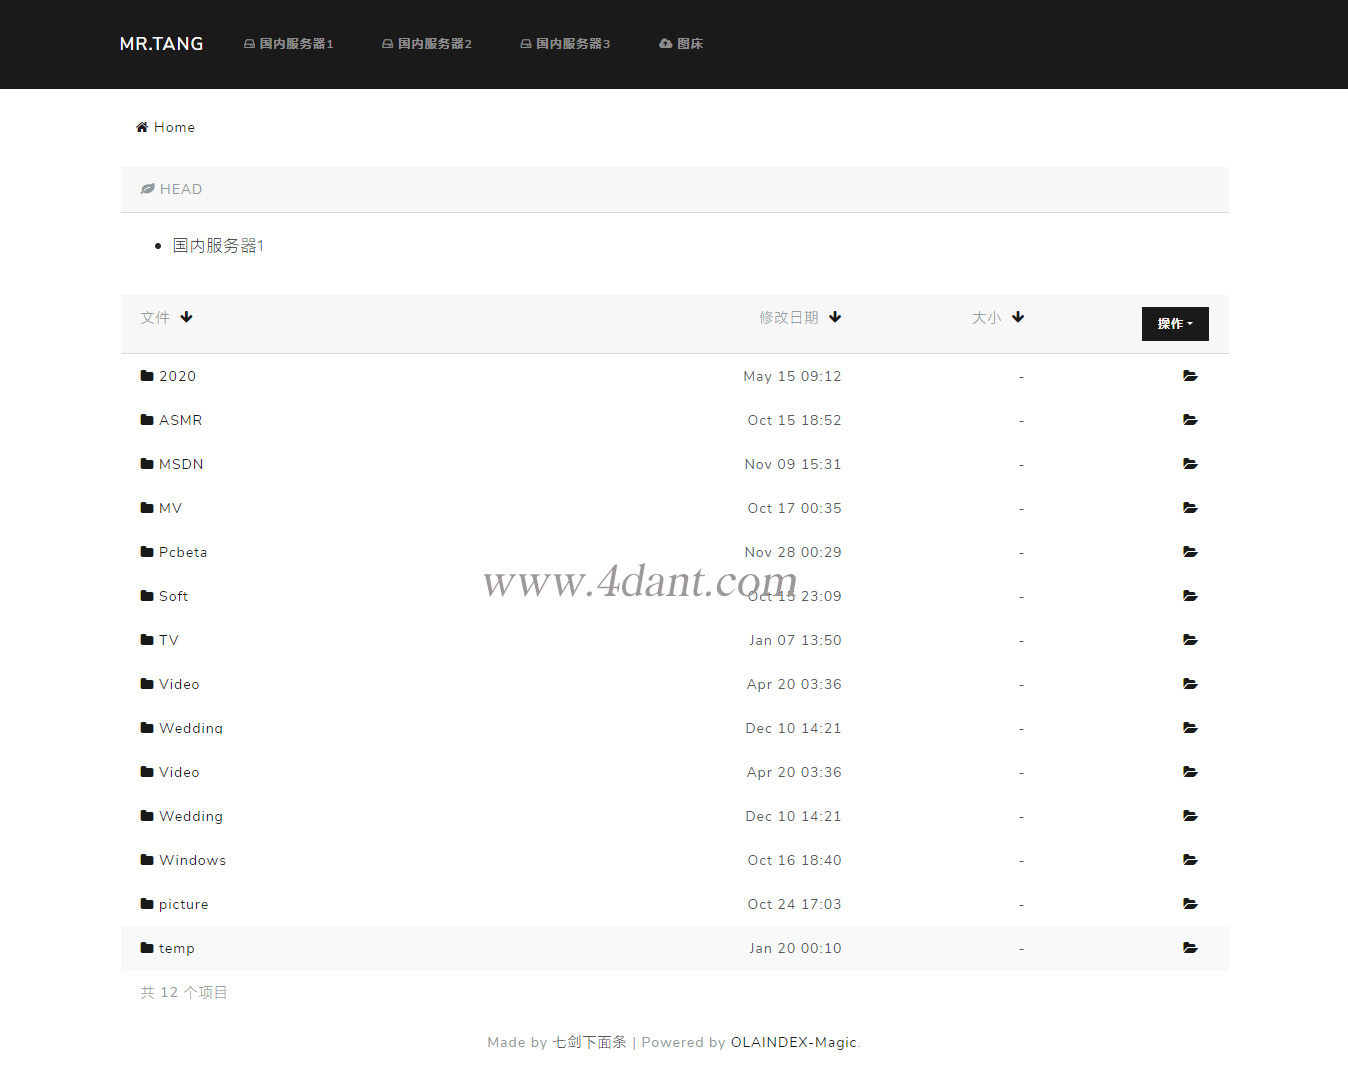 MR.TANG 国内服务器1 国内服务器2 国内服务器3 图床
Home
HEAD
国内服务器1
文件 修改日期 大小 操作
2020 May 15 09:12 -
ASMR Oct 15 18:52 -
MSDN Nov 09 15:31 -
MV Oct 17 00:35 -
Pcbeta Nov 28 00:29 -
www.4dant.com
Soft Oct 15 23:09 -
TV Jan 07 13:50 -
Video Apr 20 03:36 -
Wedding Dec 10 14:21 -
Video Apr 20 03:36 -
Wedding Dec 10 14:21 -
Windows Oct 16 18:40 -
picture Oct 24 17:03 -
temp Jan 20 00:10 -
共 12 个项目
Made by 七剑下面条 | Powered by OLAINDEX-Magic.